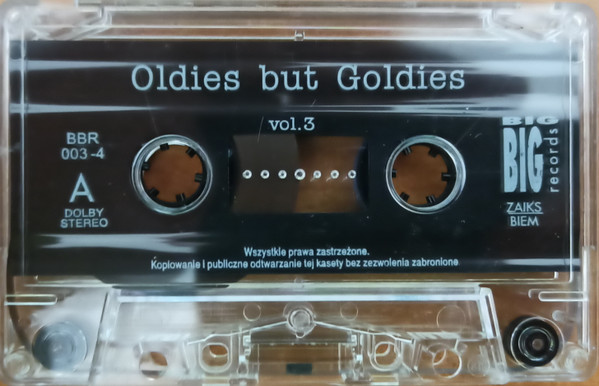 Oldies but Goldies
vol.3
BBR
003-4
A
DOLBY
STEREO
BIG
BIG
records
ZAIKS
BIEM
Wszystkie prawa zastrzeżone.
Kopiowanie i publiczne odtwarzanie tej kasety bez zezwolenia zabronione